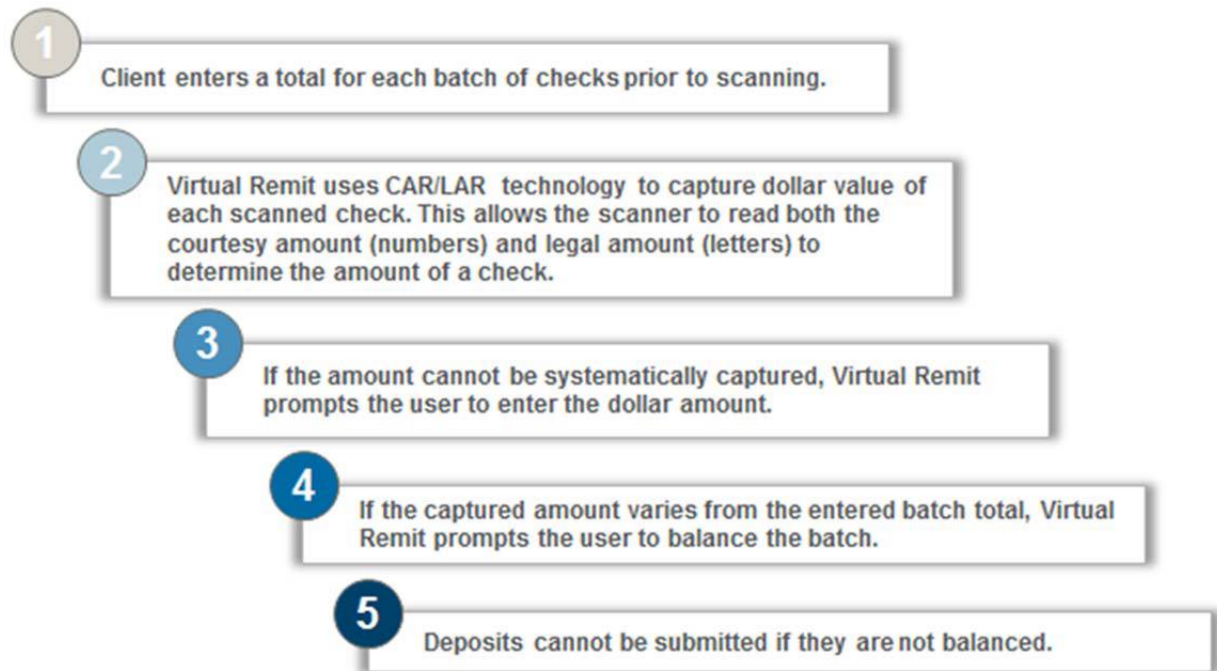 1
Client enters a total for each batch of checks prior to scanning.
2
Virtual Remit uses CAR/LAR technology to capture dollar value of
each scanned check. This allows the scanner to read both the
courtesy amount (numbers) and legal amount (letters) to
determine the amount of a check.
3
If the amount cannot be systematically captured, Virtual Remit
prompts the user to enter the dollar amount.
4
If the captured amount varies from the entered batch total, Virtual
Remit prompts the user to balance the batch.
5
Deposits cannot be submitted if they are not balanced.